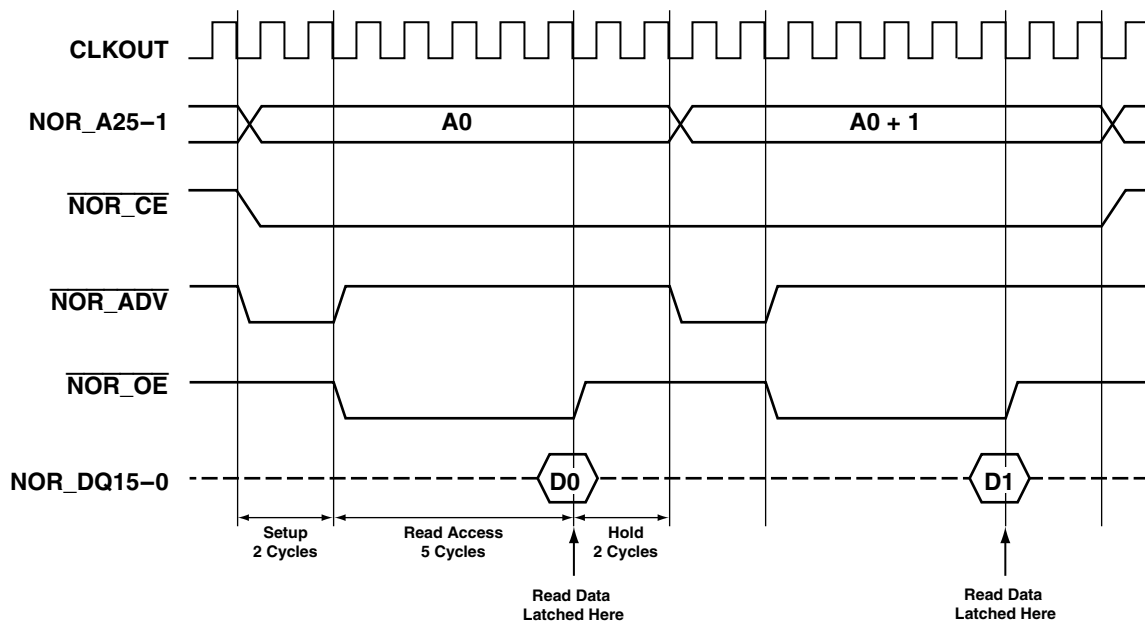 CLKOUT
NOR_A25–1
A0
A0 + 1
NOR_CE
NOR_ADV
NOR_OE
NOR_DQ15–0
D0
D1
Setup
2 Cycles
Read Access
5 Cycles
Hold
2 Cycles
Read Data
Latched Here
Read Data
Latched Here